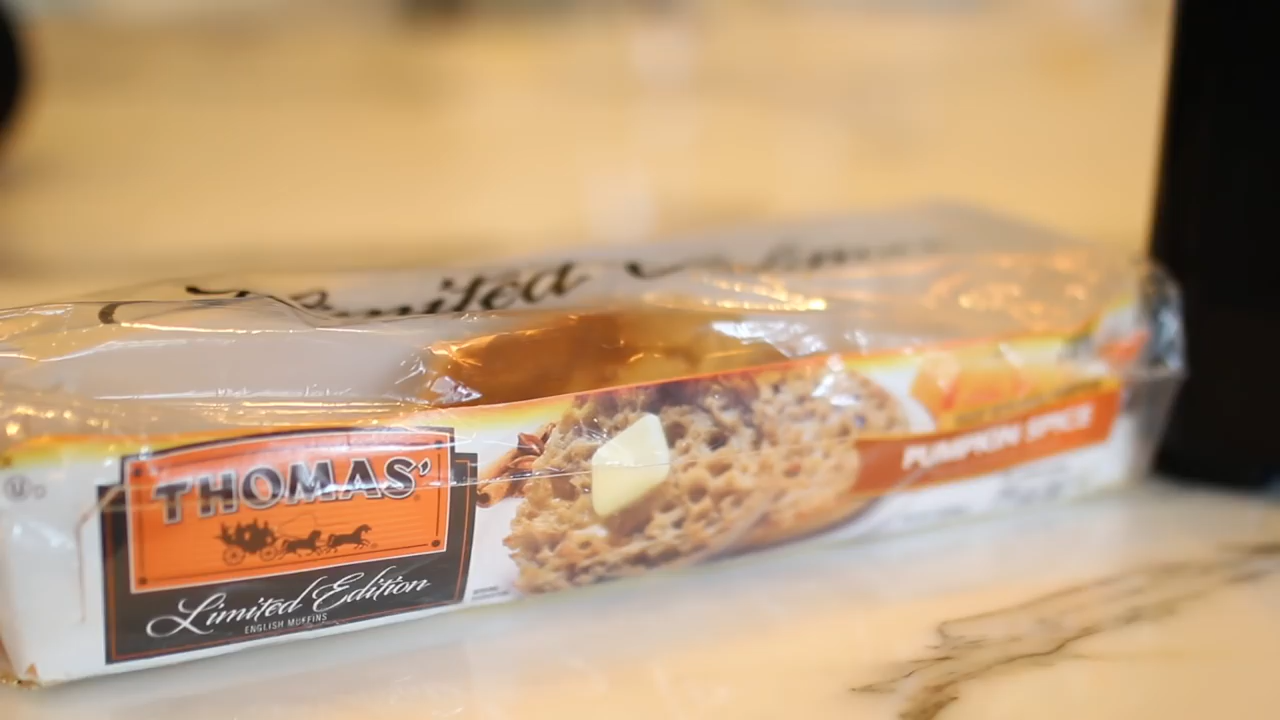 Limited
THOMAS'
Limited Edition
ENGLISH MUFFINS
PUMPKIN SPICE